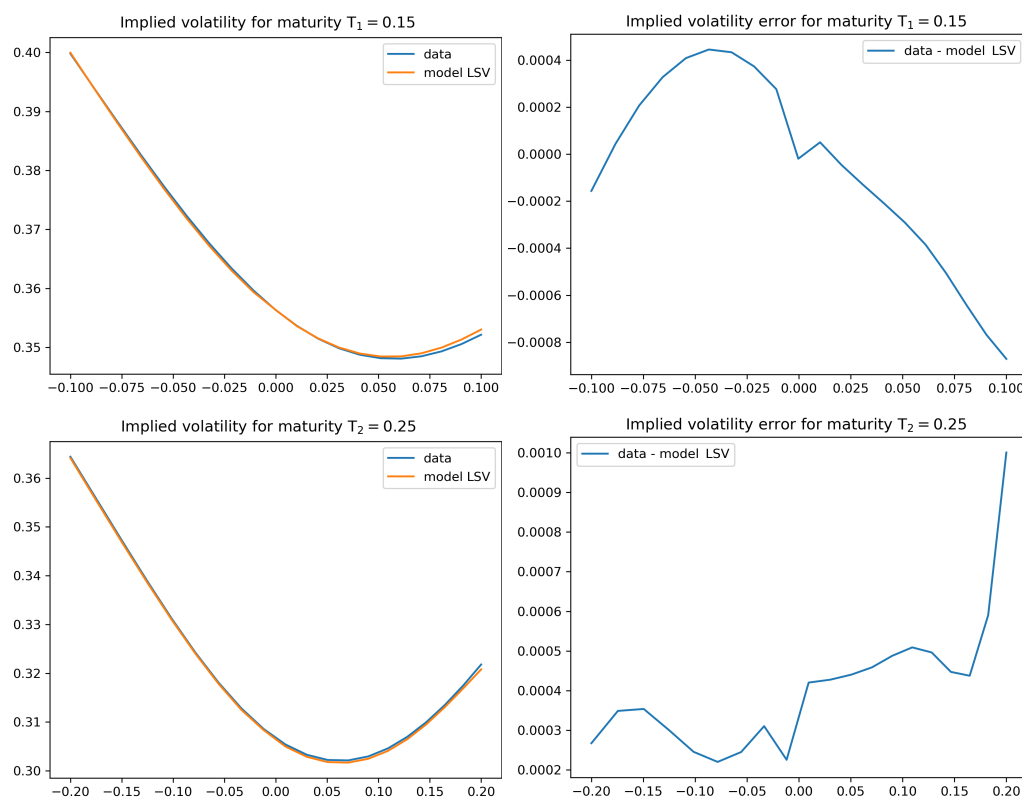 Implied volatility for maturity T₁ = 0.15
data
model LSV
0.40
0.39
0.38
0.37
0.36
0.35
−0.100 −0.075 −0.050 −0.025 0.000 0.025 0.050 0.075 0.100
Implied volatility error for maturity T₁ = 0.15
data - model LSV
0.0004
0.0002
0.0000
−0.0002
−0.0004
−0.0006
−0.0008
−0.100 −0.075 −0.050 −0.025 0.000 0.025 0.050 0.075 0.100
Implied volatility for maturity T₂ = 0.25
data
model LSV
0.36
0.35
0.34
0.33
0.32
0.31
0.30
−0.20 −0.15 −0.10 −0.05 0.00 0.05 0.10 0.15 0.20
Implied volatility error for maturity T₂ = 0.25
data - model LSV
0.0010
0.0009
0.0008
0.0007
0.0006
0.0005
0.0004
0.0003
0.0002
−0.20 −0.15 −0.10 −0.05 0.00 0.05 0.10 0.15 0.20